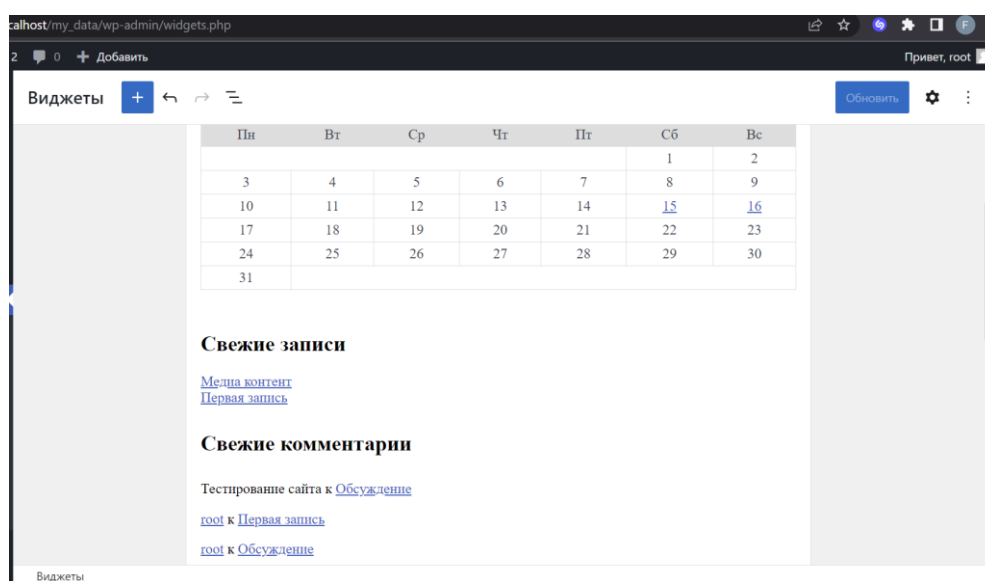 calhost/my_data/wp-admin/widgets.php
2 0 Добавить Привет, root
Виджеты Обновить
Пн Вт Ср Чт Пт Сб Вс
1 2
3 4 5 6 7 8 9
10 11 12 13 14 15 16
17 18 19 20 21 22 23
24 25 26 27 28 29 30
31
Свежие записи
Медиа контент
Первая запись
Свежие комментарии
Тестирование сайта к Обсуждение
root к Первая запись
root к Обсуждение
Виджеты